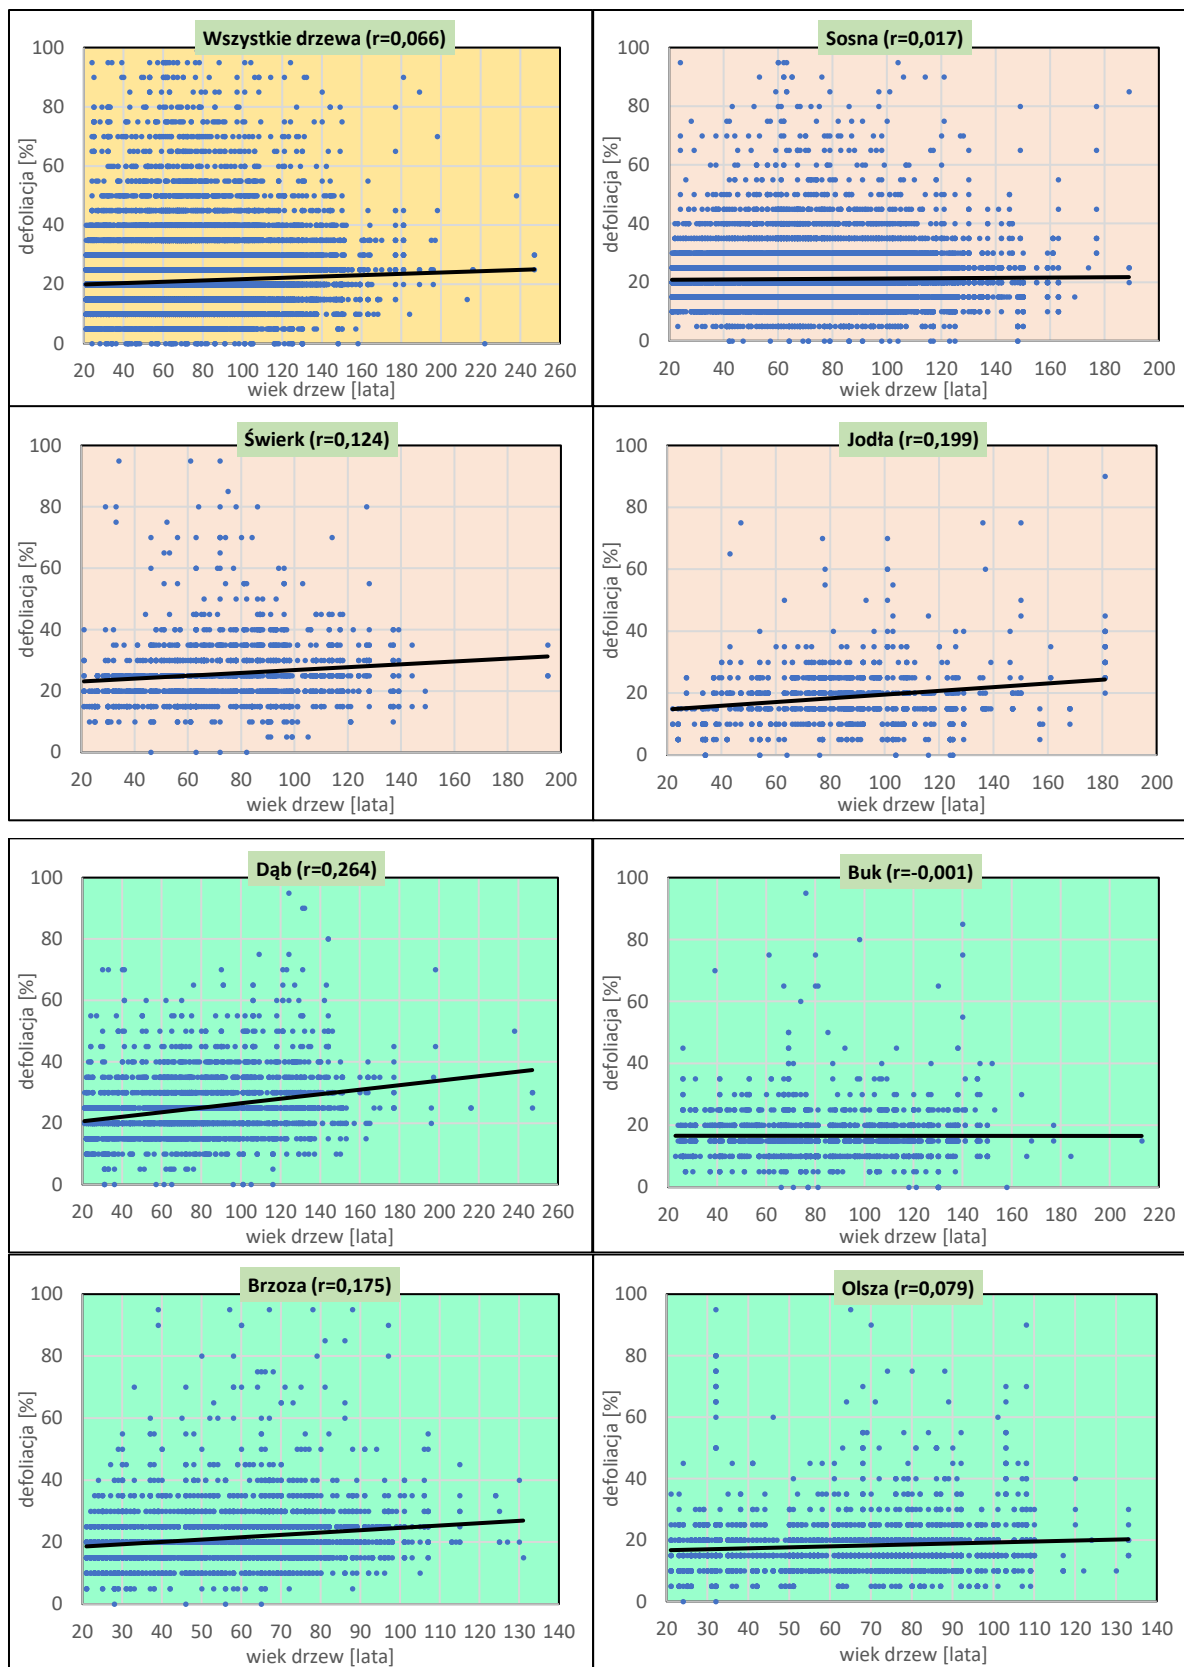 Wszystkie drzewa (r=0,066)
100
80
60
40
20
0
defoliacja [%]
20 40 60 80 100 120 140 160 180 200 220 240 260
wiek drzew [lata]
Sosna (r=0,017)
100
80
60
40
20
0
defoliacja [%]
20 40 60 80 100 120 140 160 180 200
wiek drzew [lata]
Świerk (r=0,124)
100
80
60
40
20
0
defoliacja [%]
20 40 60 80 100 120 140 160 180 200
wiek drzew [lata]
Jodła (r=0,199)
100
80
60
40
20
0
defoliacja [%]
20 40 60 80 100 120 140 160 180 200
wiek drzew [lata]
Dąb (r=0,264)
100
80
60
40
20
0
defoliacja [%]
20 40 60 80 100 120 140 160 180 200 220 240 260
wiek drzew [lata]
Buk (r=-0,001)
100
80
60
40
20
0
defoliacja [%]
20 40 60 80 100 120 140 160 180 200 220
wiek drzew [lata]
Brzoza (r=0,175)
100
80
60
40
20
0
defoliacja [%]
20 30 40 50 60 70 80 90 100 110 120 130 140
wiek drzew [lata]
Olsza (r=0,079)
100
80
60
40
20
0
defoliacja [%]
20 30 40 50 60 70 80 90 100 110 120 130 140
wiek drzew [lata]